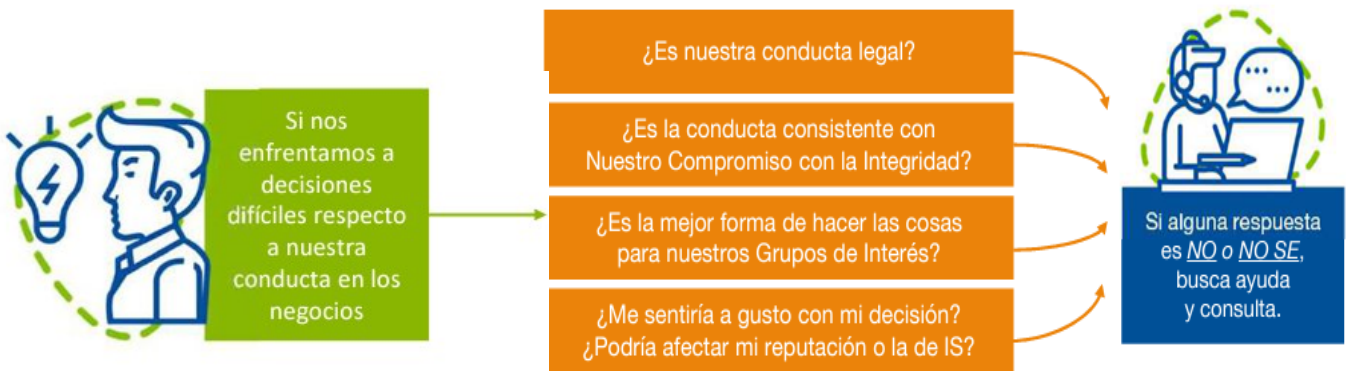 Si nos
enfrentamos a
decisiones
difíciles respecto
a nuestra
conducta en los
negocios
¿Es nuestra conducta legal?
¿Es la conducta consistente con
Nuestro Compromiso con la Integridad?
¿Es la mejor forma de hacer las cosas
para nuestros Grupos de Interés?
¿Me sentiría a gusto con mi decisión?
¿Podría afectar mi reputación o la de IS?
Si alguna respuesta
es NO o NO SE,
busca ayuda
y consulta.